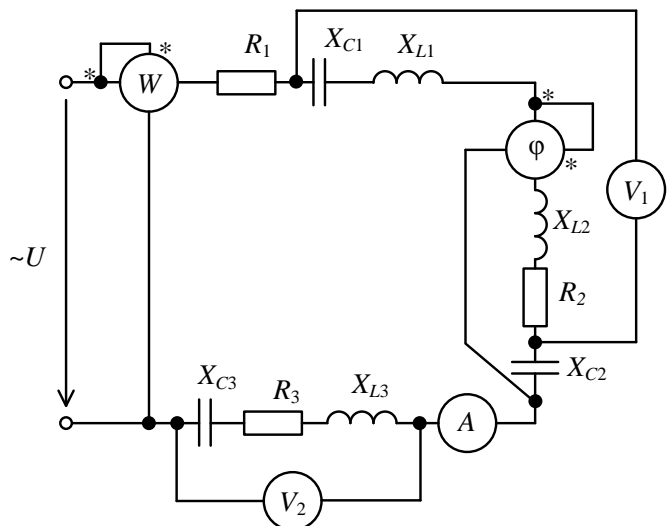 R1 XC1 XL1
* * W
*
φ
*
V1
XL2
~U
R2
XC2
XC3 R3 XL3
A
V2